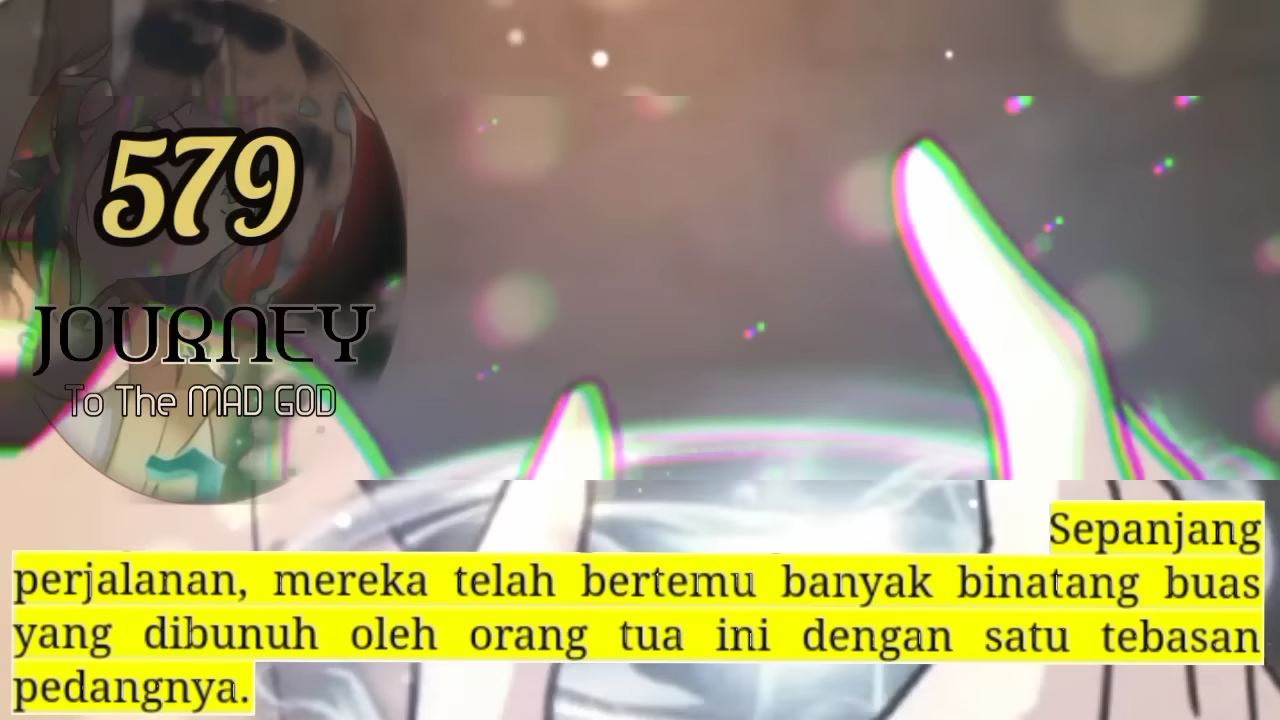 579
JOURNEY
To The MAD GOD
Sepanjang
perjalanan, mereka telah bertemu banyak binatang buas
yang dibunuh oleh orang tua ini dengan satu tebasan
pedangnya.